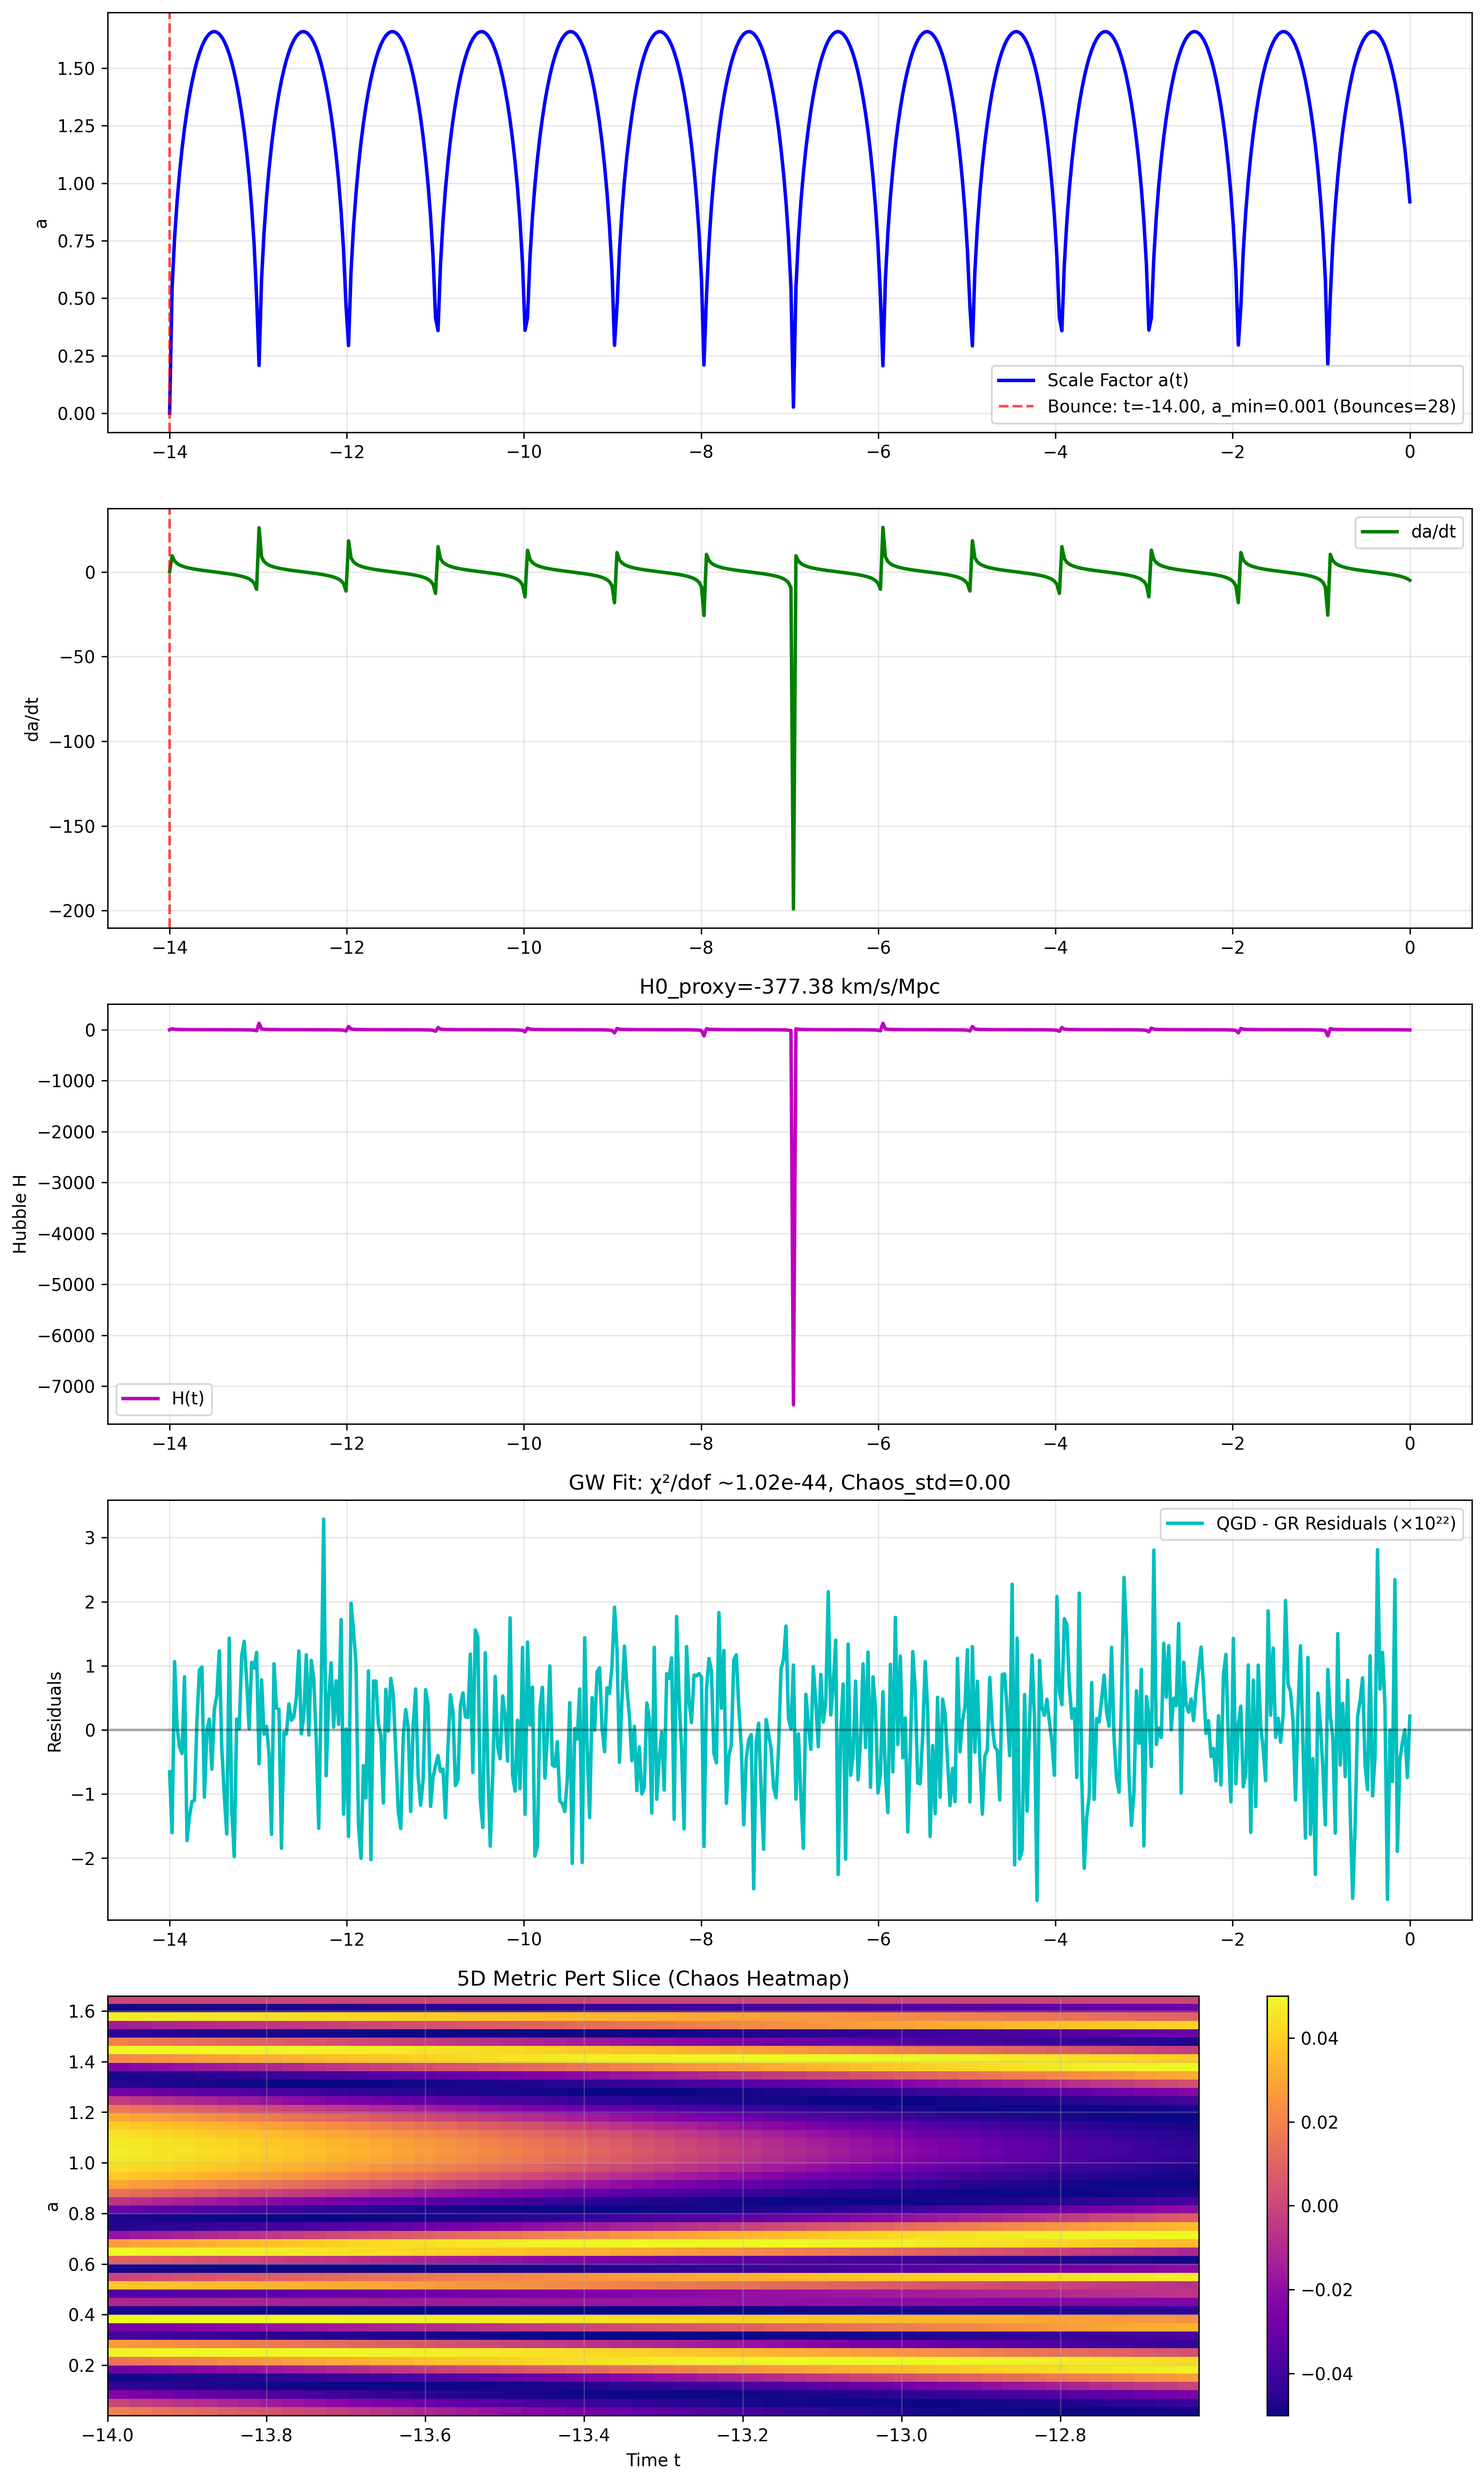 1.50
1.25
1.00
0.75
0.50
0.25
0.00
a
Scale Factor a(t)
Bounce: t=-14.00, a_min=0.001 (Bounces=28)
−14 −12 −10 −8 −6 −4 −2 0
da/dt
0
−50
−100
−150
−200
da/dt
−14 −12 −10 −8 −6 −4 −2 0
H0_proxy=-377.38 km/s/Mpc
0
−1000
−2000
−3000
−4000
−5000
−6000
−7000
Hubble H
H(t)
−14 −12 −10 −8 −6 −4 −2 0
GW Fit: χ²/dof ~1.02e-44, Chaos_std=0.00
QGD - GR Residuals (×10²²)
3
2
1
0
−1
−2
Residuals
−14 −12 −10 −8 −6 −4 −2 0
5D Metric Pert Slice (Chaos Heatmap)
1.6
1.4
1.2
1.0
0.8
0.6
0.4
0.2
a
0.04
0.02
0.00
−0.02
−0.04
−14.0 −13.8 −13.6 −13.4 −13.2 −13.0 −12.8
Time t